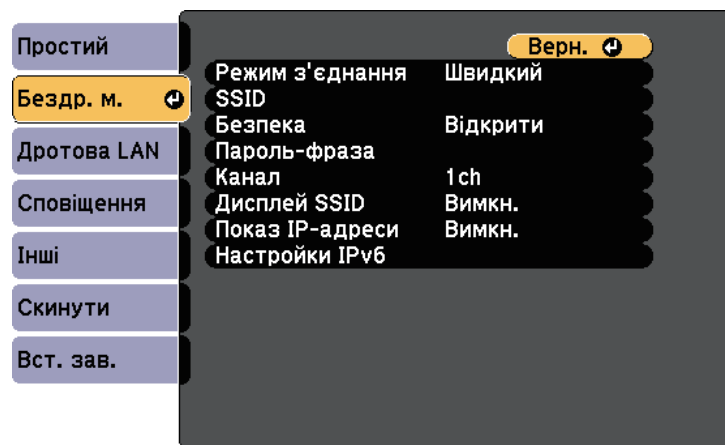 Простий
Бездр. м.
Дротова LAN
Сповіщення
Інші
Скинути
Вст. зав.
Верн.
Режим з'єднання Швидкий
SSID
Безпека Відкрити
Пароль-фраза
Канал 1ch
Дисплей SSID Вимкн.
Показ IP-адреси Вимкн.
Настройки IPv6